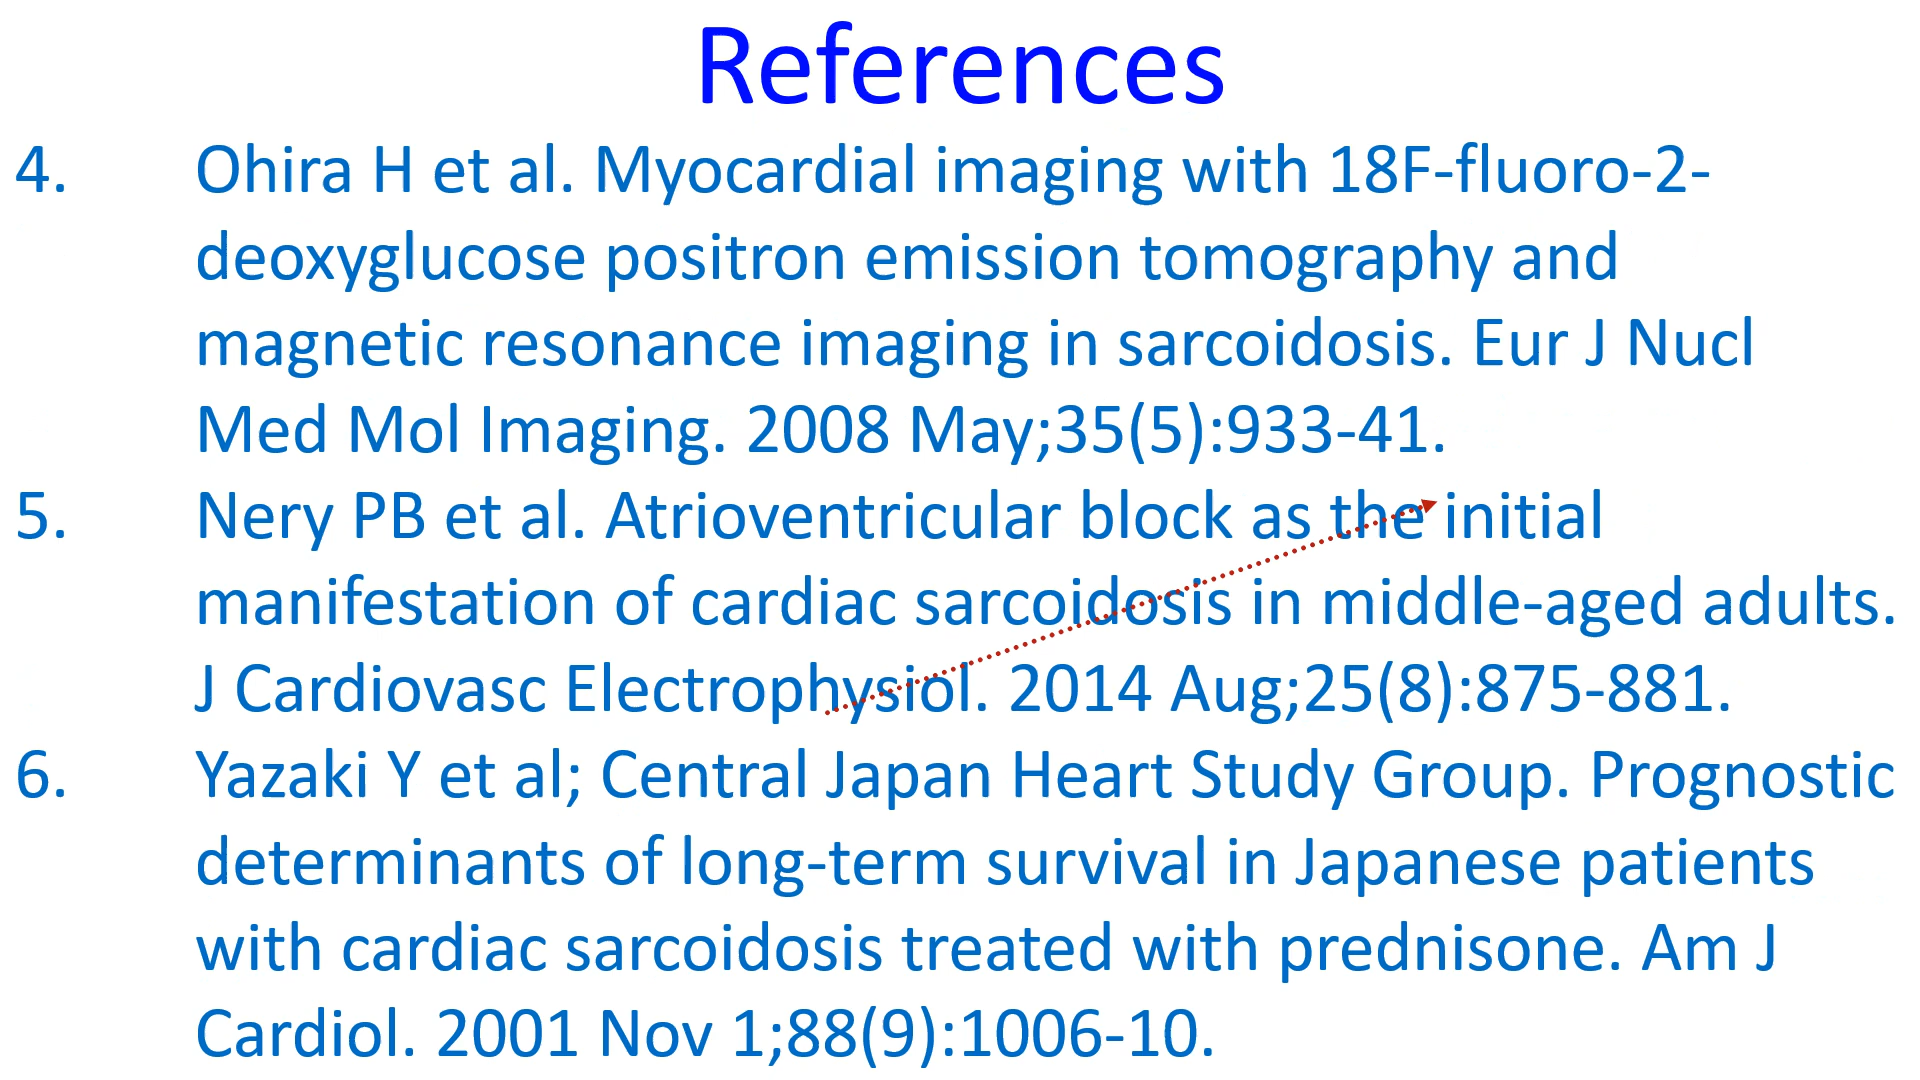 References
4. Ohira H et al. Myocardial imaging with 18F-fluoro-2-
deoxyglucose positron emission tomography and
magnetic resonance imaging in sarcoidosis. Eur J Nucl
Med Mol Imaging. 2008 May;35(5):933-41.
5. Nery PB et al. Atrioventricular block as the initial
manifestation of cardiac sarcoidosis in middle-aged adults.
J Cardiovasc Electrophysiol. 2014 Aug;25(8):875-881.
6. Yazaki Y et al; Central Japan Heart Study Group. Prognostic
determinants of long-term survival in Japanese patients
with cardiac sarcoidosis treated with prednisone. Am J
Cardiol. 2001 Nov 1;88(9):1006-10.